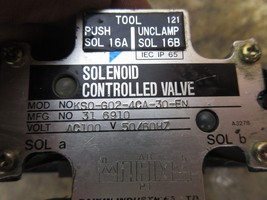 TOOL 121
PUSH UNCLAMP
SOL 16A SOL 16B
IEC IP 65
SOLENOID
CONTROLLED VALVE
MOD NO KSO-G02-4CA-30-EN
MFG NO 31 6910
VOLT AC100 V 50/60HZ
SOL a SOL b